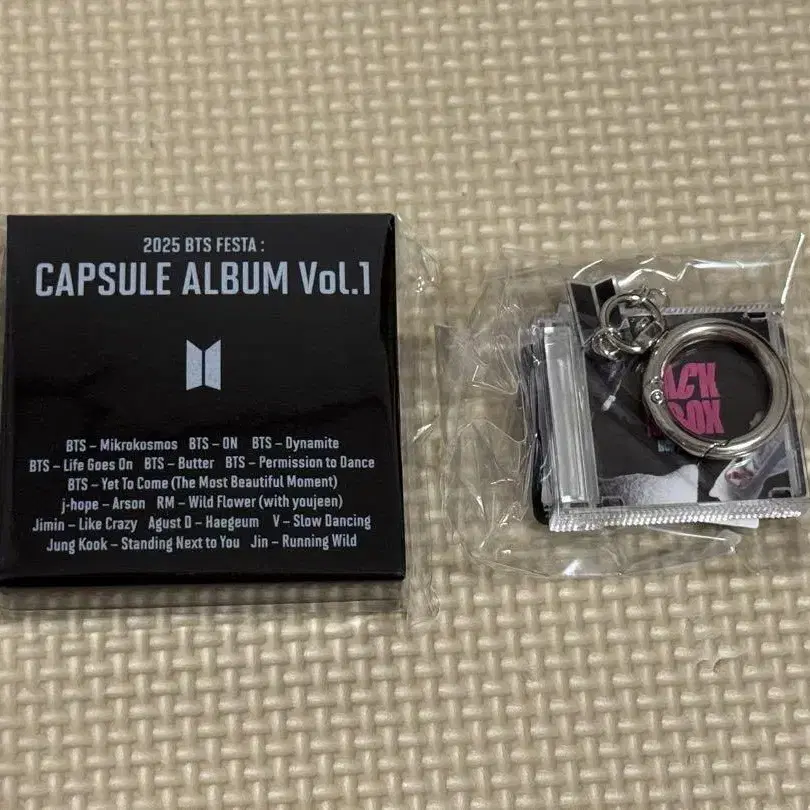 2025 BTS FESTA :
CAPSULE ALBUM Vol.1
BTS – Mikrokosmos BTS – ON BTS – Dynamite
BTS – Life Goes On BTS – Butter BTS – Permission to Dance
BTS – Yet To Come (The Most Beautiful Moment)
j-hope – Arson RM – Wild Flower (with youjeen)
Jimin – Like Crazy Agust D – Haegeum V – Slow Dancing
Jung Kook – Standing Next to You Jin – Running Wild
ACK
BOX